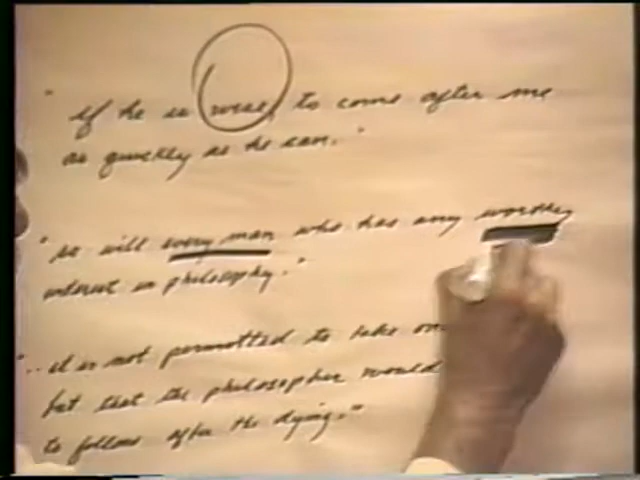 "if he is wise, to come after me
as quickly as he can."
"so will every man who has any worthy
interest in philosophy."
"..it is not permitted to take
but that the philosopher would
to follow after the dying."